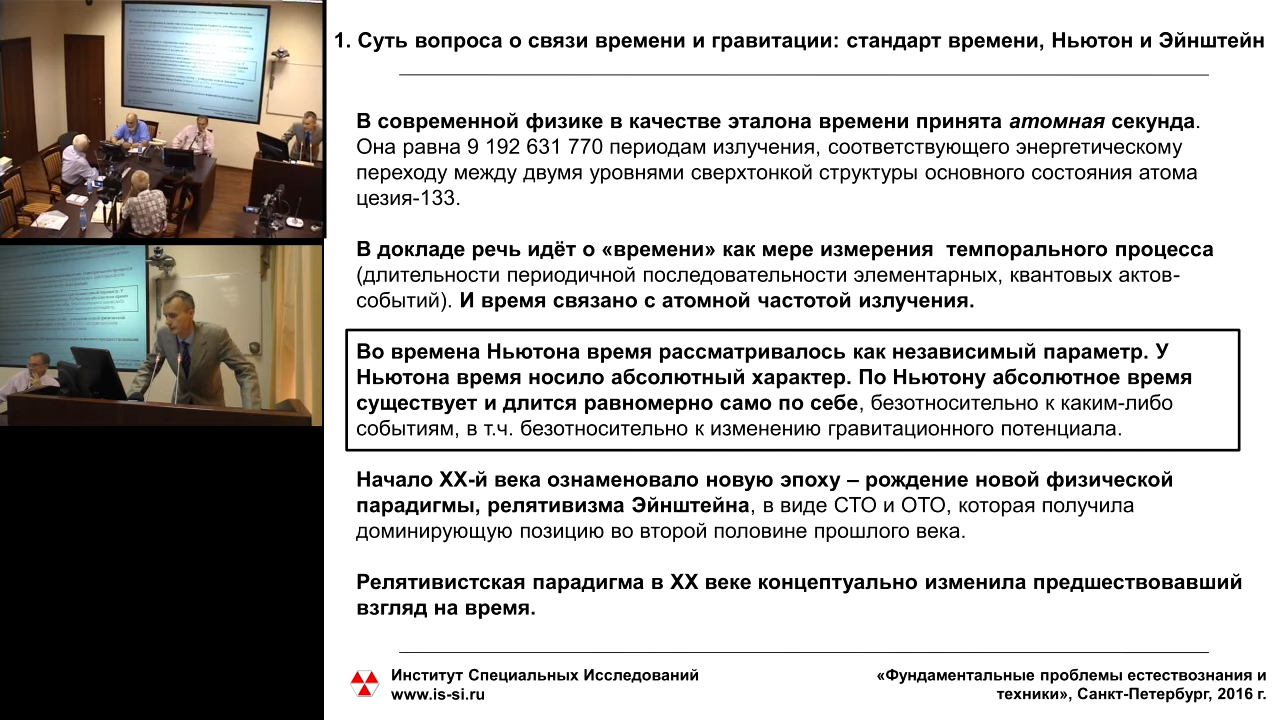 1. Суть вопроса о связи времени и гравитации: стандарт времени, Ньютон и Эйнштейн
В современной физике в качестве эталона времени принята атомная секунда.
Она равна 9 192 631 770 периодам излучения, соответствующего энергетическому
переходу между двумя уровнями сверхтонкой структуры основного состояния атома
цезия-133.
В докладе речь идёт о «времени» как мере измерения темпорального процесса
(длительности периодичной последовательности элементарных, квантовых актов-
событий). И время связано с атомной частотой излучения.
Во времена Ньютона время рассматривалось как независимый параметр. У
Ньютона время носило абсолютный характер. По Ньютону абсолютное время
существует и длится равномерно само по себе, безотносительно к каким-либо
событиям, в т.ч. безотносительно к изменению гравитационного потенциала.
Начало XX-й века ознаменовало новую эпоху – рождение новой физической
парадигмы, релятивизма Эйнштейна, в виде СТО и ОТО, которая получила
доминирующую позицию во второй половине прошлого века.
Релятивистская парадигма в XX веке концептуально изменила предшествовавший
взгляд на время.
Институт Специальных Исследований
www.is-si.ru
«Фундаментальные проблемы естествознания и
техники», Санкт-Петербург, 2016 г.